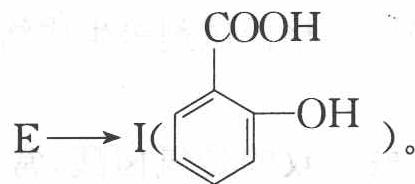 COOH
E ⟶ I( OH )。